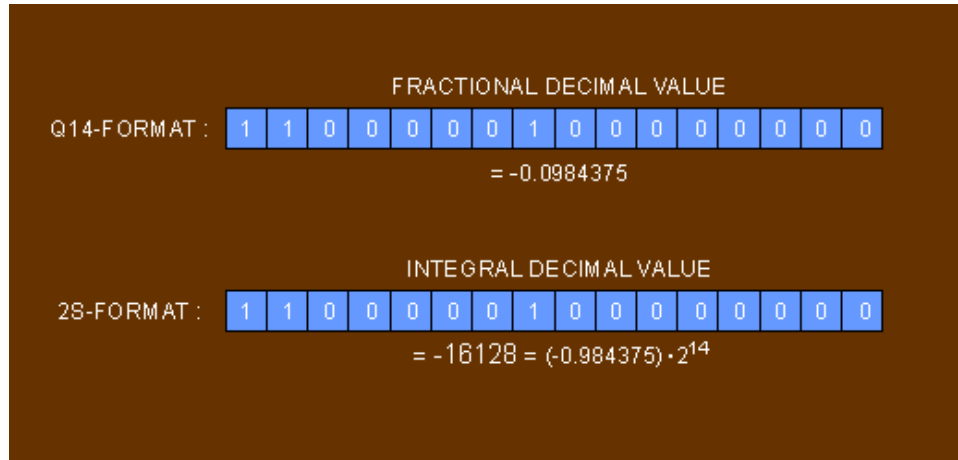 FRACTIONAL DECIMAL VALUE
Q14-FORMAT : 1 1 0 0 0 0 0 1 0 0 0 0 0 0 0 0
= -0.0984375
INTEGRAL DECIMAL VALUE
2S-FORMAT : 1 1 0 0 0 0 0 1 0 0 0 0 0 0 0 0
= -16128 = (-0.984375) · 2¹⁴